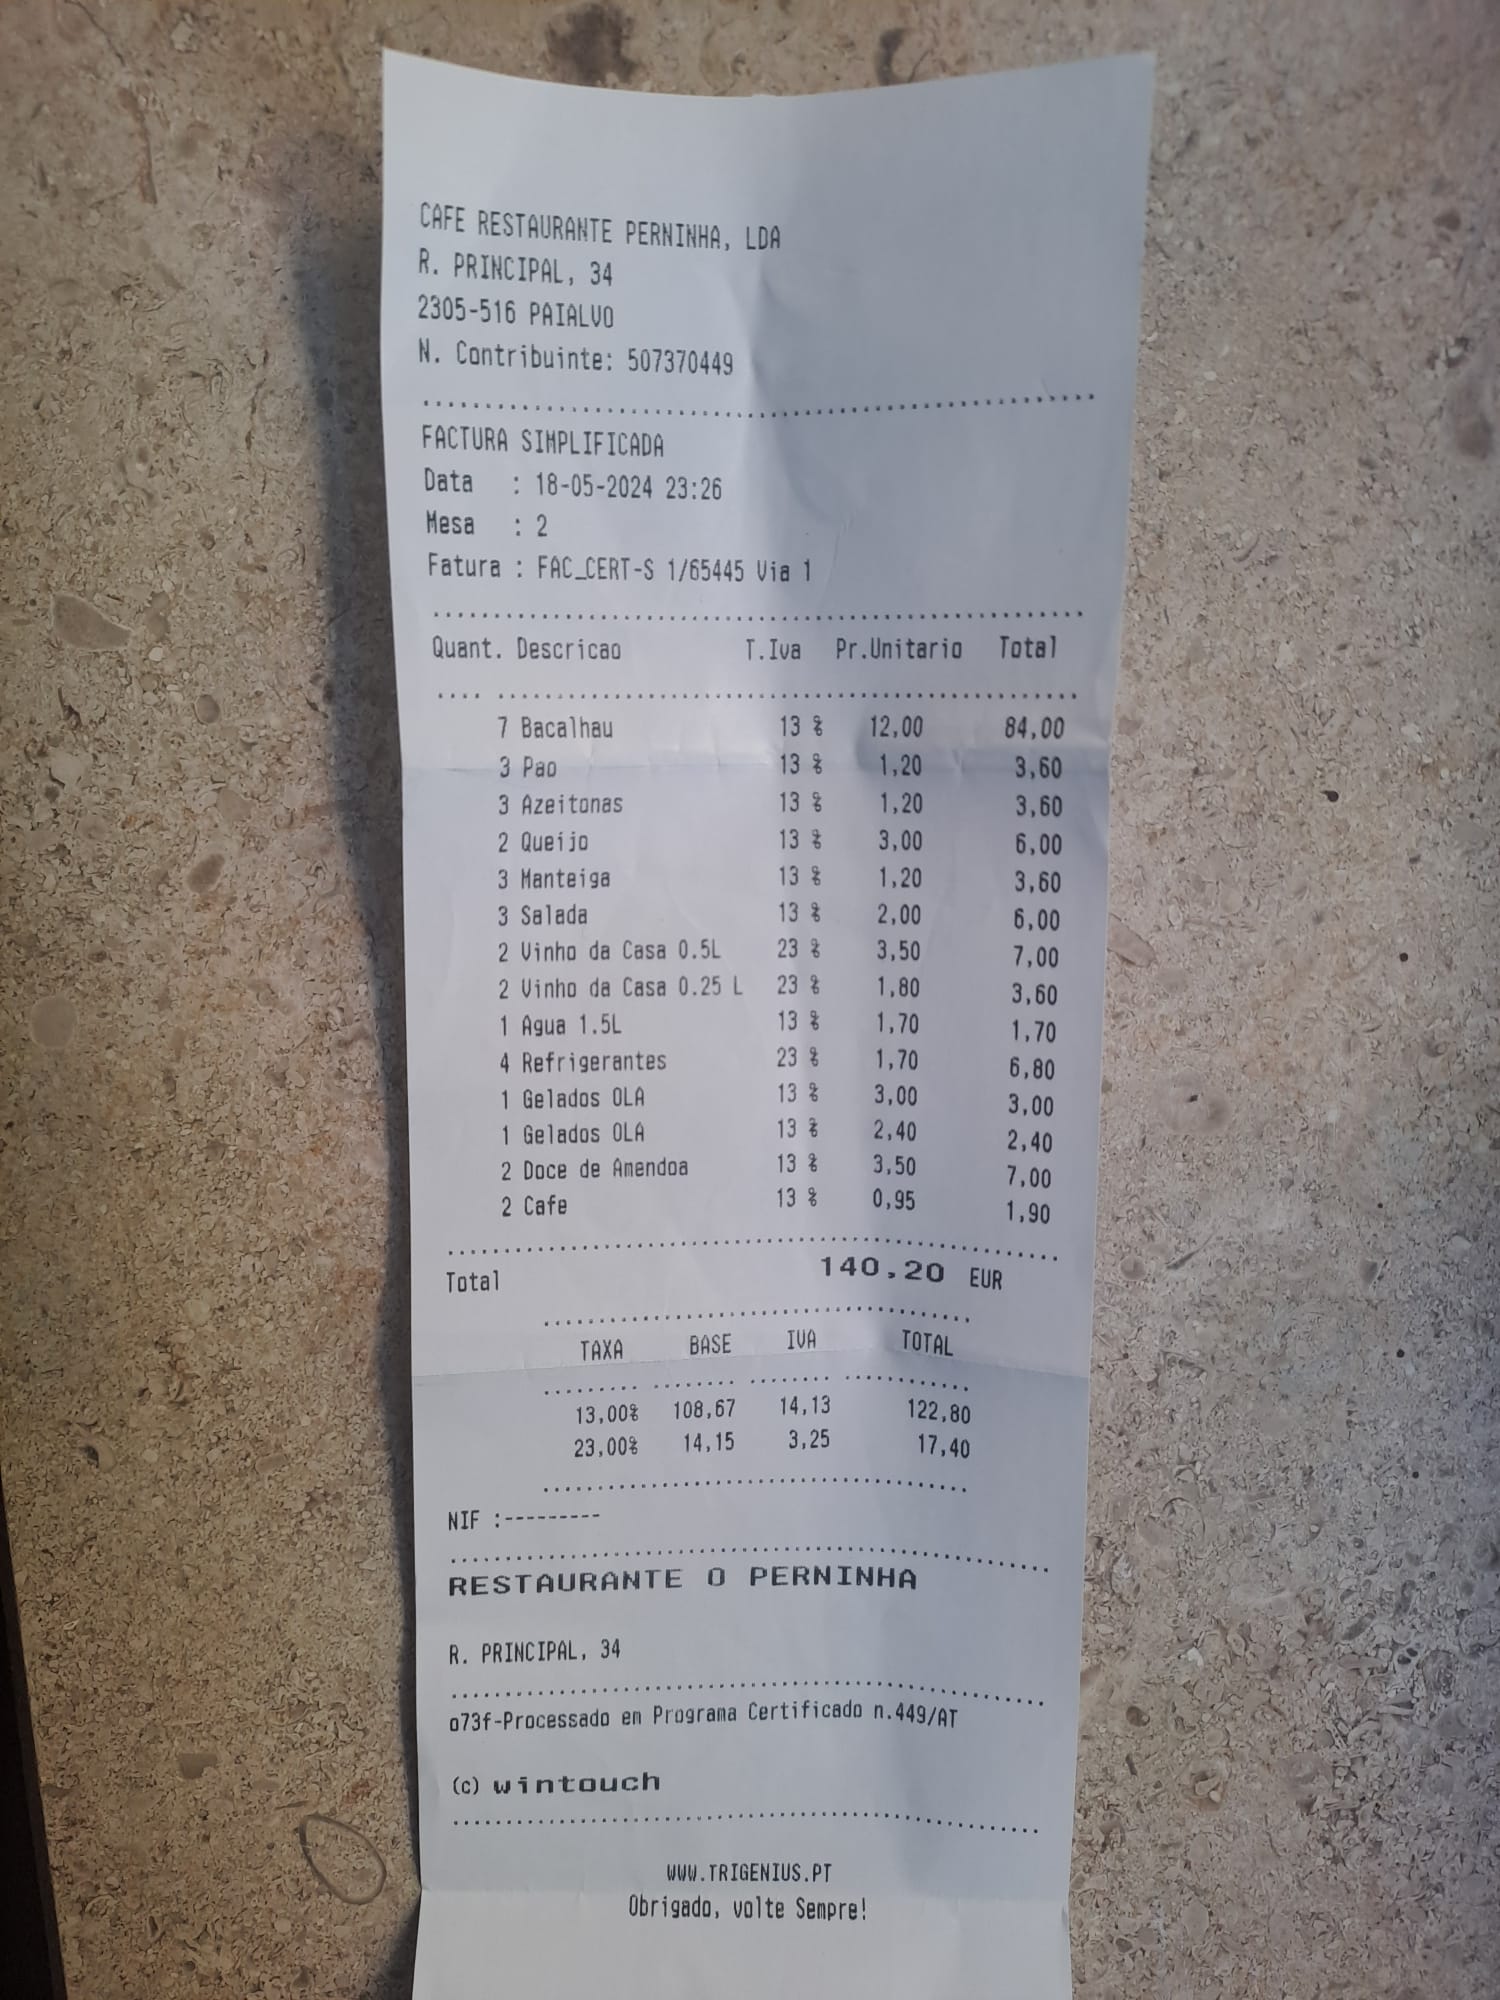 CAFE RESTAURANTE PERNINHA, LDA
R. PRINCIPAL, 34
2305-516 PAIALVO
N. Contribuinte: 507370449
FACTURA SIMPLIFICADA
Data : 18-05-2024 23:26
Mesa : 2
Fatura : FAC_CERT-S 1/65445 Via 1
Quant. Descricao T.Iva Pr.Unitario Total
7 Bacalhau 13 % 12,00 84,00
3 Pao 13 % 1,20 3,60
3 Azeitonas 13 % 1,20 3,60
2 Queijo 13 % 3,00 6,00
3 Manteiga 13 % 1,20 3,60
3 Salada 13 % 2,00 6,00
2 Vinho da Casa 0.5L 23 % 3,50 7,00
2 Vinho da Casa 0.25 L 23 % 1,80 3,60
1 Agua 1.5L 13 % 1,70 1,70
4 Refrigerantes 23 % 1,70 6,80
1 Gelados OLA 13 % 3,00 3,00
1 Gelados OLA 13 % 2,40 2,40
2 Doce de Amendoa 13 % 3,50 7,00
2 Cafe 13 % 0,95 1,90
Total 140,20 EUR
TAXA BASE IVA TOTAL
13,00% 108,67 14,13 122,80
23,00% 14,15 3,25 17,40
NIF :---------
RESTAURANTE O PERNINHA
R. PRINCIPAL, 34
o73f-Processado em Programa Certificado n.449/AT
(c) wintouch
WWW.TRIGENIUS.PT
Obrigado, volte Sempre!